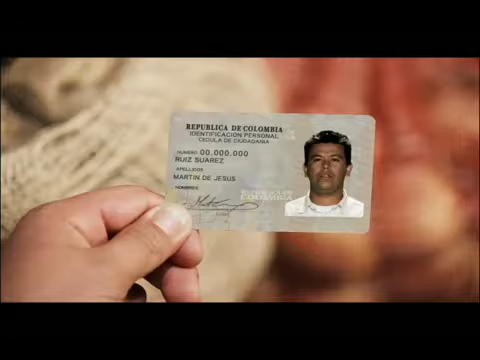 REPUBLICA DE COLOMBIA
IDENTIFICACION PERSONAL
CEDULA DE CIUDADANIA
NUMERO 00.000.000
RUIZ SUAREZ
APELLIDOS
MARTIN DE JESUS
NOMBRES
COLOMBIA